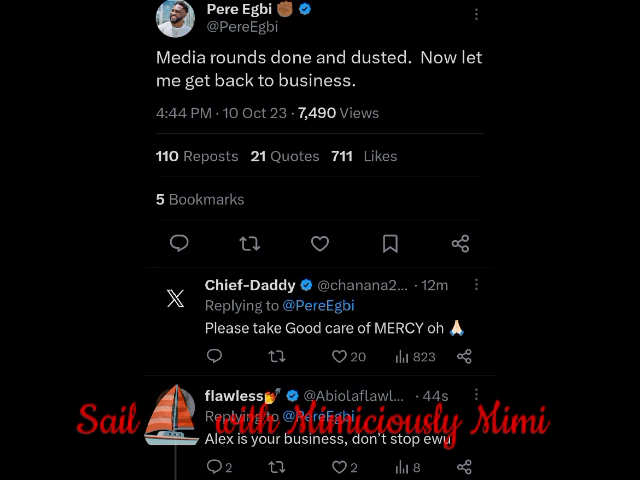 Pere Egbi
@PereEgbi
Media rounds done and dusted. Now let
me get back to business.
4:44 PM · 10 Oct 23 · 7,490 Views
110 Reposts 21 Quotes 711 Likes
5 Bookmarks
Chief-Daddy @chanana2... · 12m
Replying to @PereEgbi
Please take Good care of MERCY oh 🙏🏻
20 823
flawless💅 @Abiolaflawl... · 44s
Replying to @PereEgbi
Sail with Mimiciously Mimi
Alex is your business, don't stop ewu
2 2 8